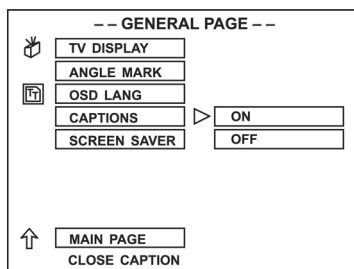 -- GENERAL PAGE --
TV DISPLAY
ANGLE MARK
OSD LANG
CAPTIONS ON
SCREEN SAVER OFF
MAIN PAGE
CLOSE CAPTION